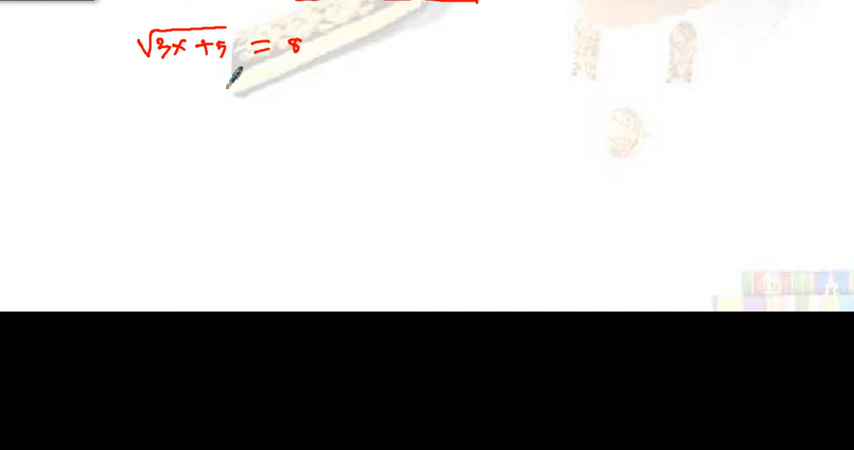 √3x+5 = 8